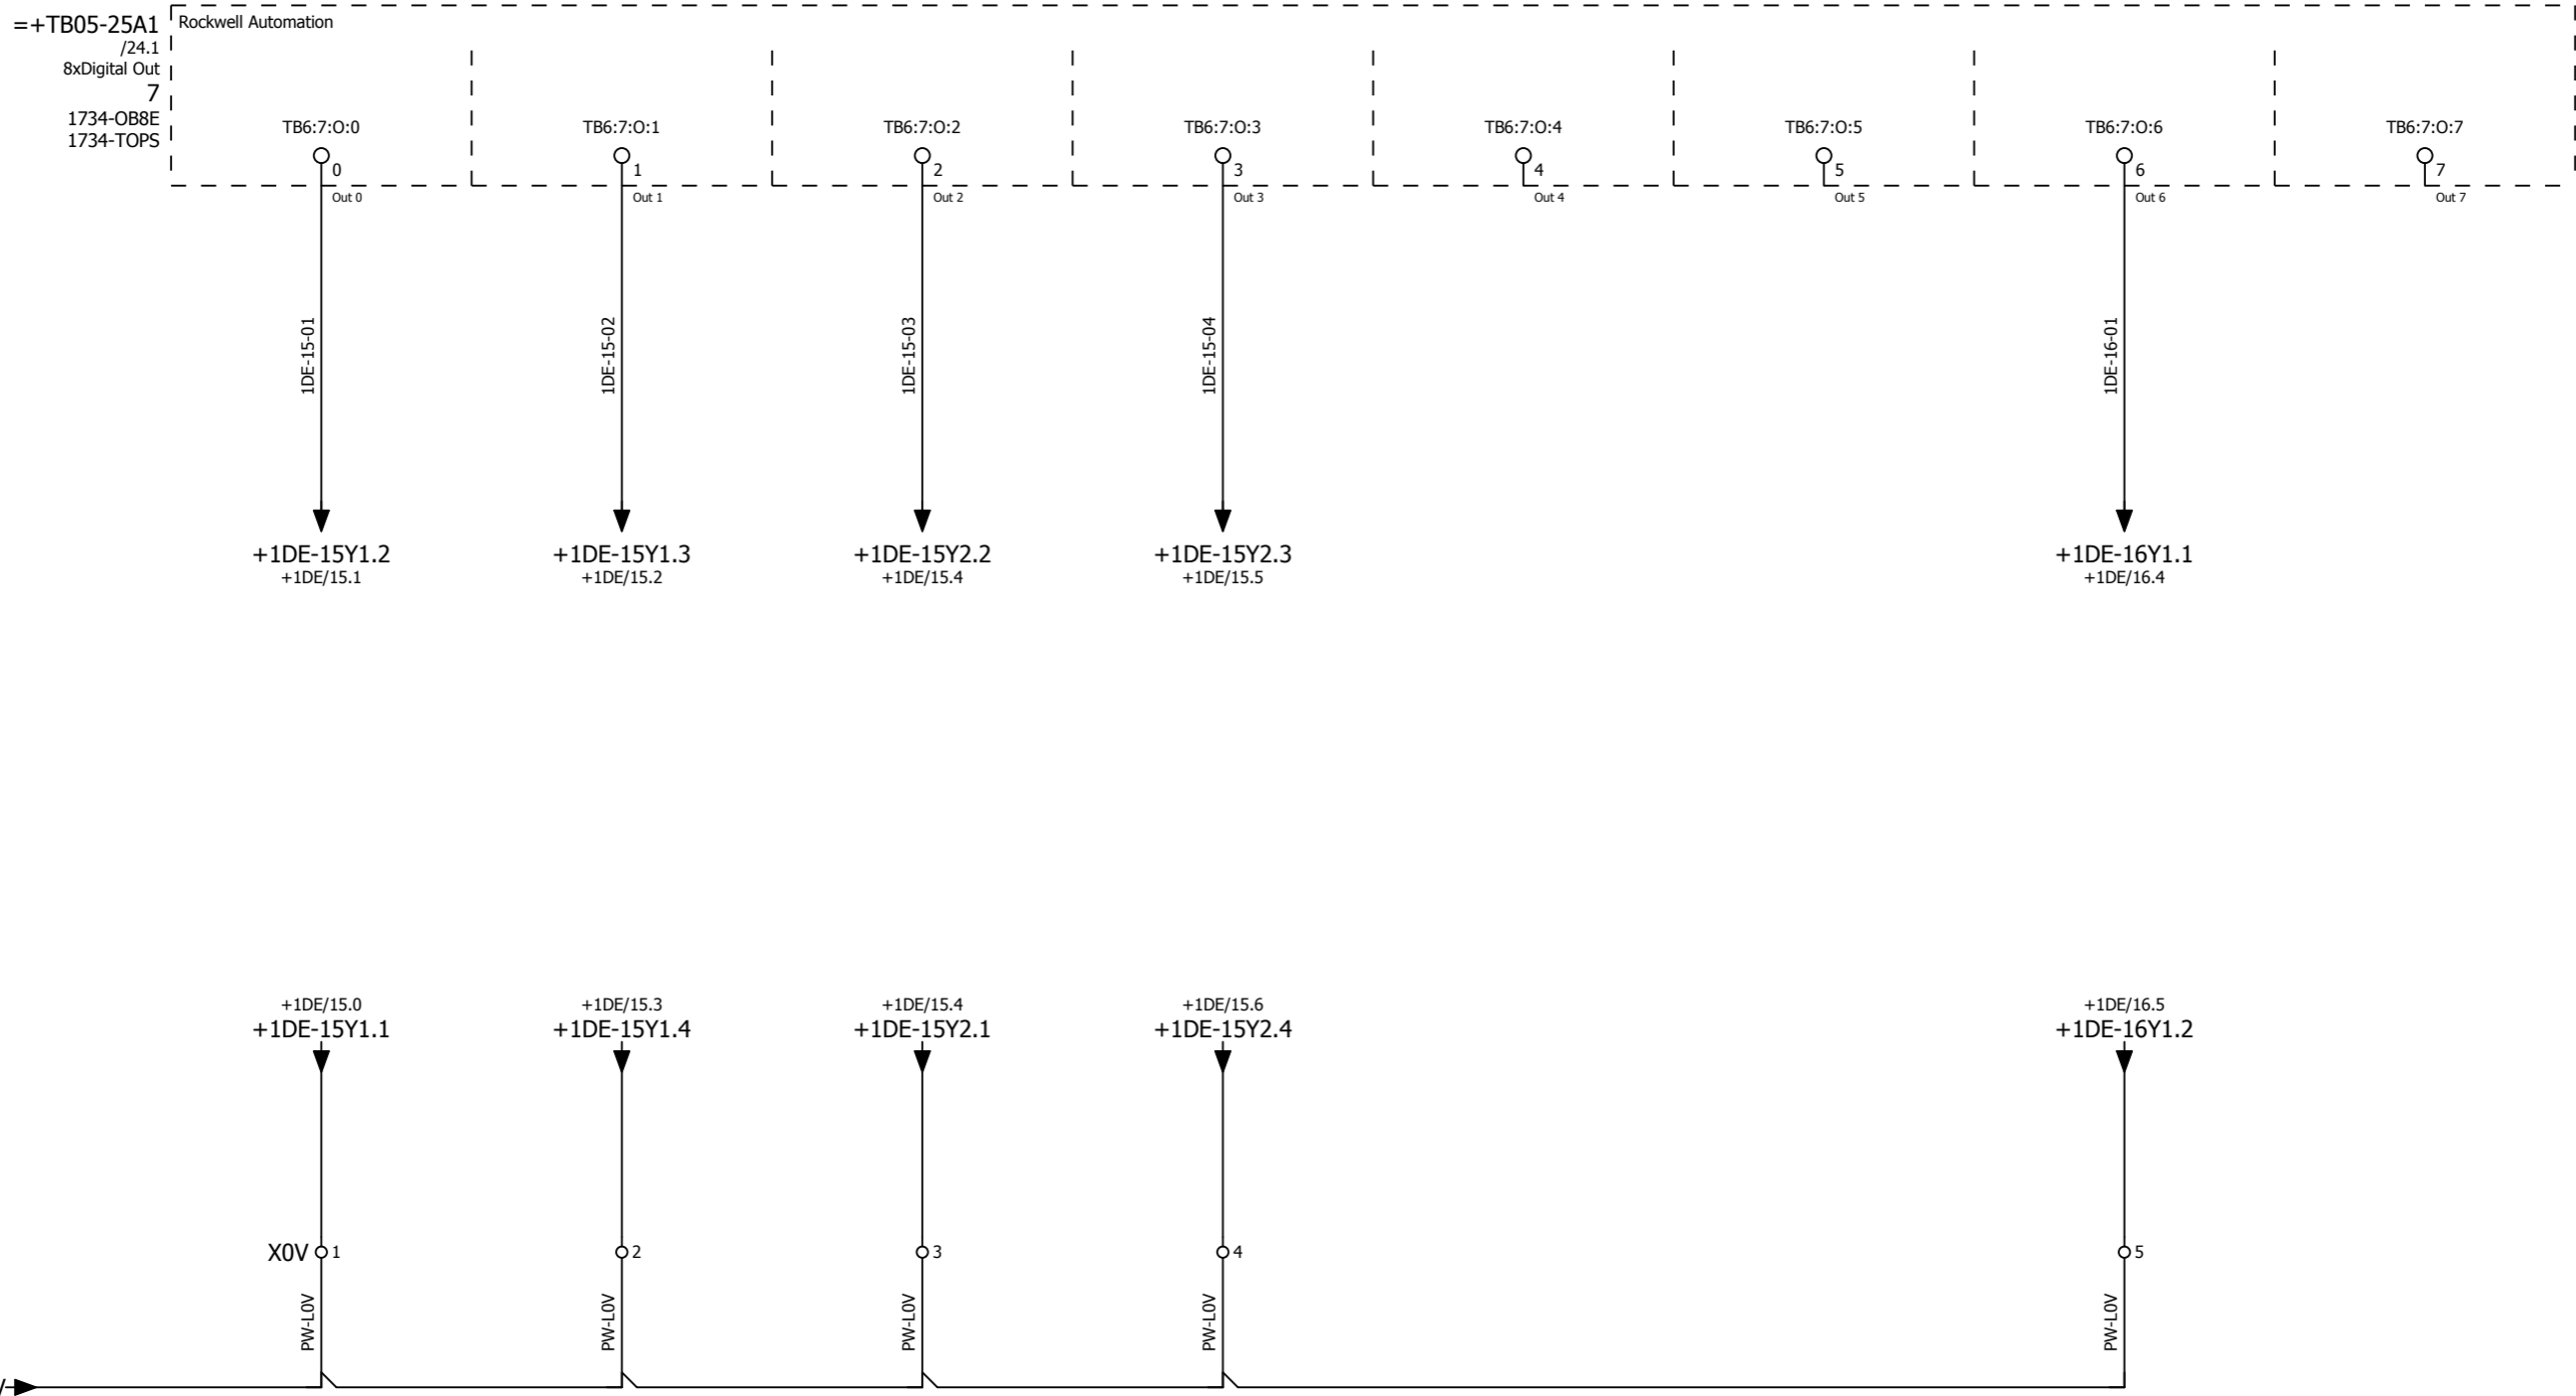 =+TB05-25A1
/24.1
8xDigital Out
7
1734-OB8E
1734-TOPS
Rockwell Automation
TB6:7:O:0 TB6:7:O:1 TB6:7:O:2 TB6:7:O:3 TB6:7:O:4 TB6:7:O:5 TB6:7:O:6 TB6:7:O:7
0 1 2 3 4 5 6 7
Out 0 Out 1 Out 2 Out 3 Out 4 Out 5 Out 6 Out 7
1DE-15-01 1DE-15-02 1DE-15-03 1DE-15-04 1DE-16-01
+1DE-15Y1.2 +1DE-15Y1.3 +1DE-15Y2.2 +1DE-15Y2.3 +1DE-16Y1.1
+1DE/15.1 +1DE/15.2 +1DE/15.4 +1DE/15.5 +1DE/16.4
+1DE/15.0 +1DE/15.3 +1DE/15.4 +1DE/15.6 +1DE/16.5
+1DE-15Y1.1 +1DE-15Y1.4 +1DE-15Y2.1 +1DE-15Y2.4 +1DE-16Y1.2
X0V 1 2 3 4 5
PW-L0V PW-L0V PW-L0V PW-L0V PW-L0V